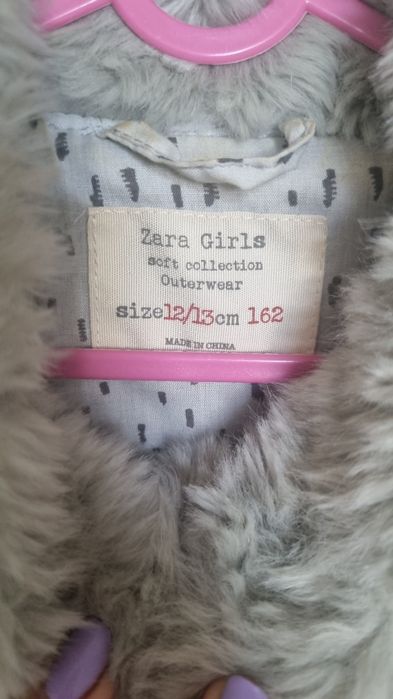 Zara Girls
soft collection
Outerwear
size12/13cm 162
MADE IN CHINA